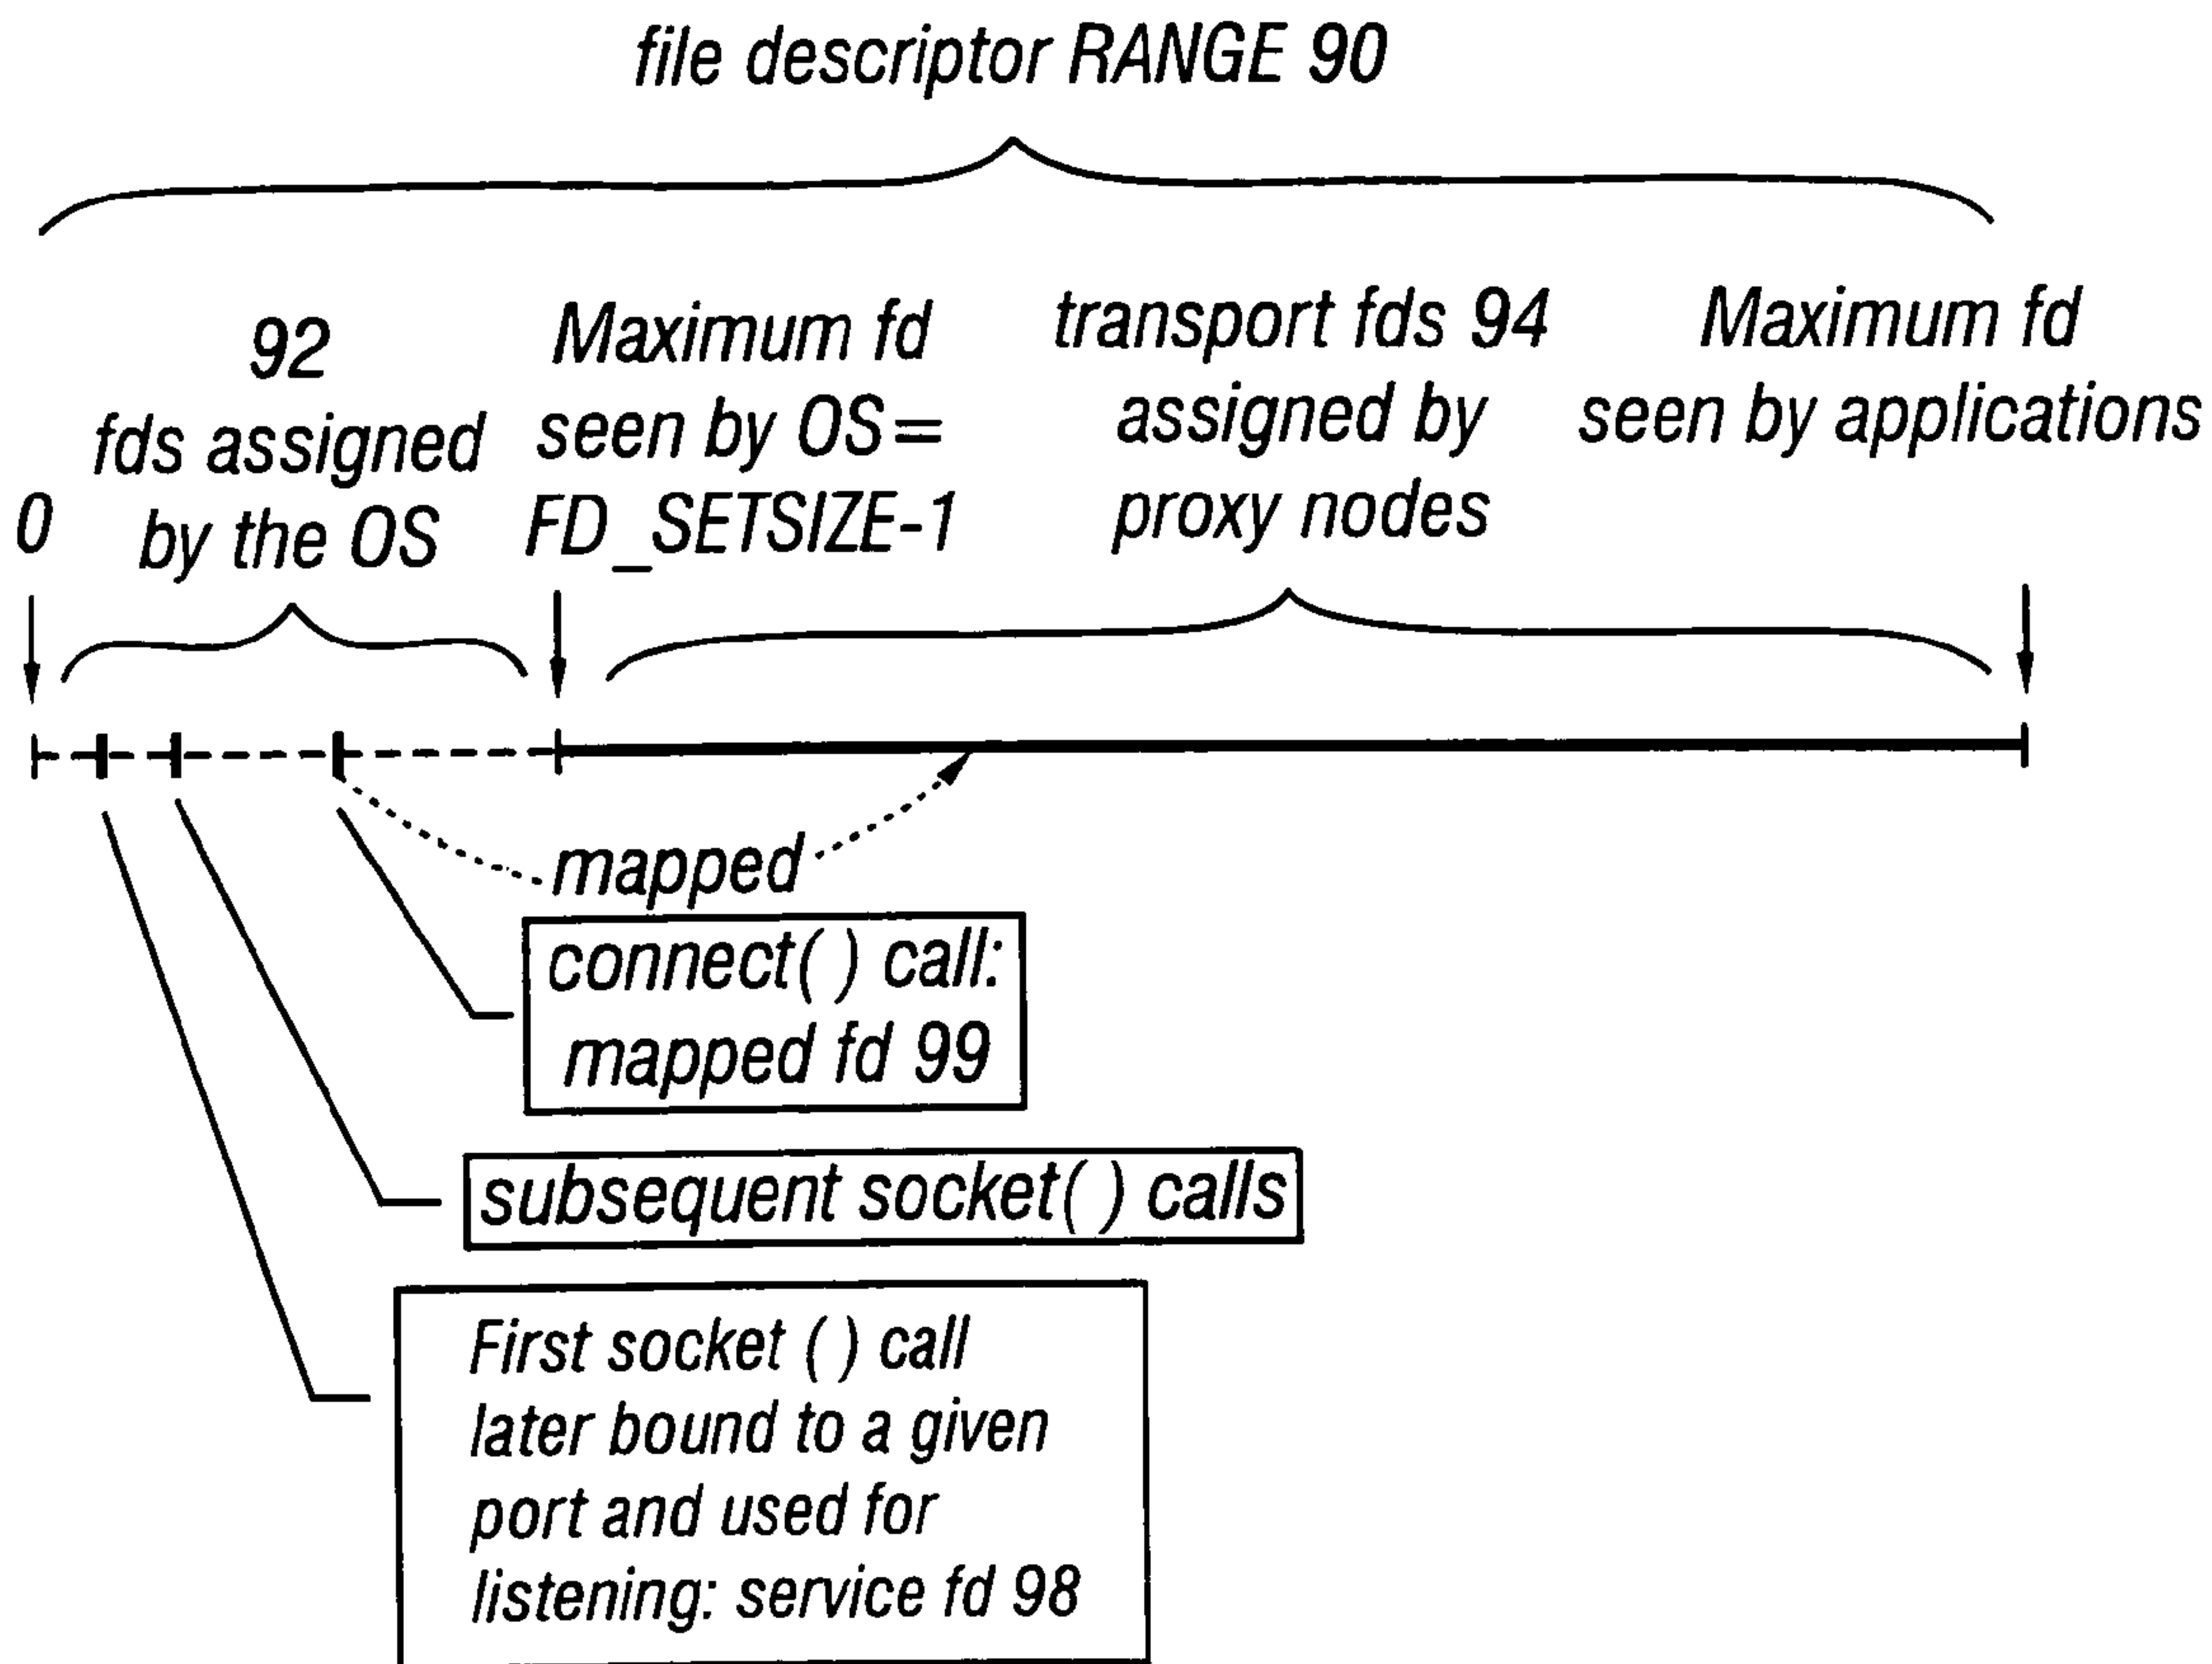 file descriptor RANGE 90
92
fds assigned
by the OS
0
Maximum fd
seen by OS=
FD_SETSIZE-1
transport fds 94
assigned by
proxy nodes
Maximum fd
seen by applications
mapped
connect( ) call:
mapped fd 99
subsequent socket( ) calls
First socket ( ) call
later bound to a given
port and used for
listening: service fd 98